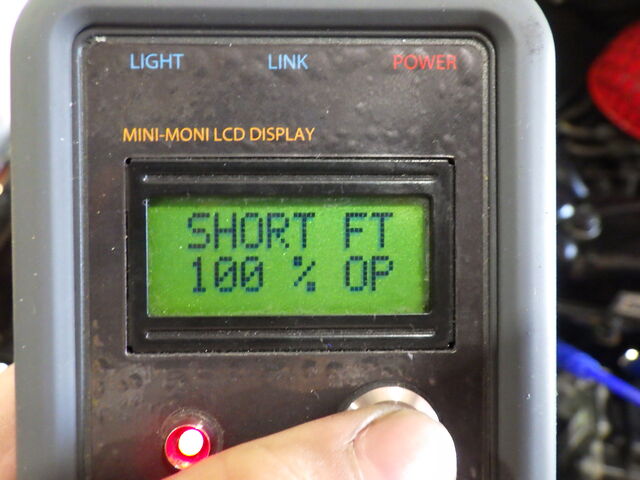 LIGHT LINK POWER
MINI-MONI LCD DISPLAY
SHORT FT
100 % OP